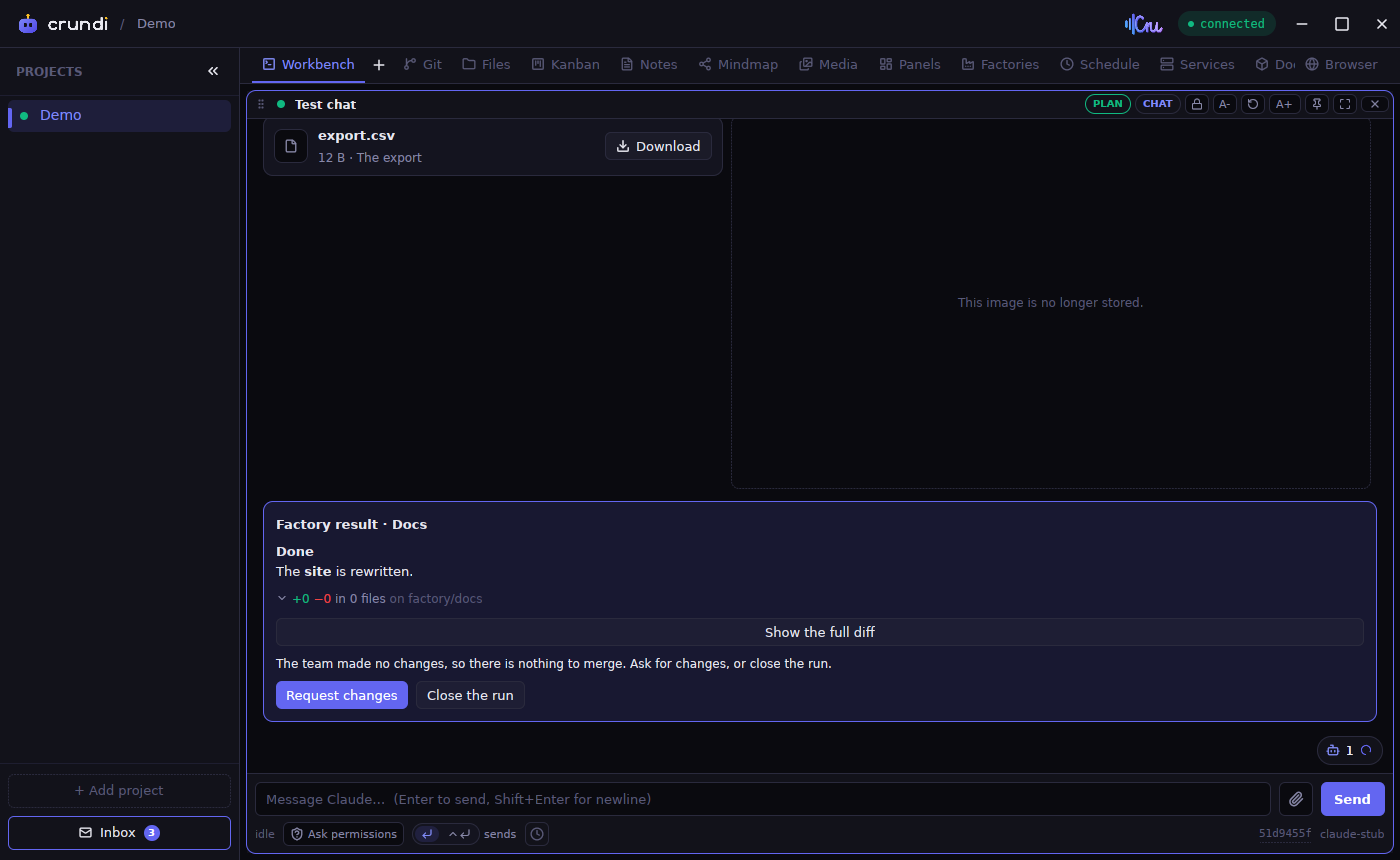 crundi / Demo
Cru
connected
PROJECTS
Workbench
Git
Files
Kanban
Notes
Mindmap
Media
Panels
Factories
Schedule
Services
Browser
Demo
Test chat
PLAN
CHAT
A-
A+
export.csv
12 B · The export
Download
This image is no longer stored.
Factory result · Docs
Done
The site is rewritten.
+0 −0 in 0 files on factory/docs
Show the full diff
The team made no changes, so there is nothing to merge. Ask for changes, or close the run.
Request changes
Close the run
1
+ Add project
Message Claude... (Enter to send, Shift+Enter for newline)
Send
Inbox 3
idle
Ask permissions
sends
51d9455f
claude-stub